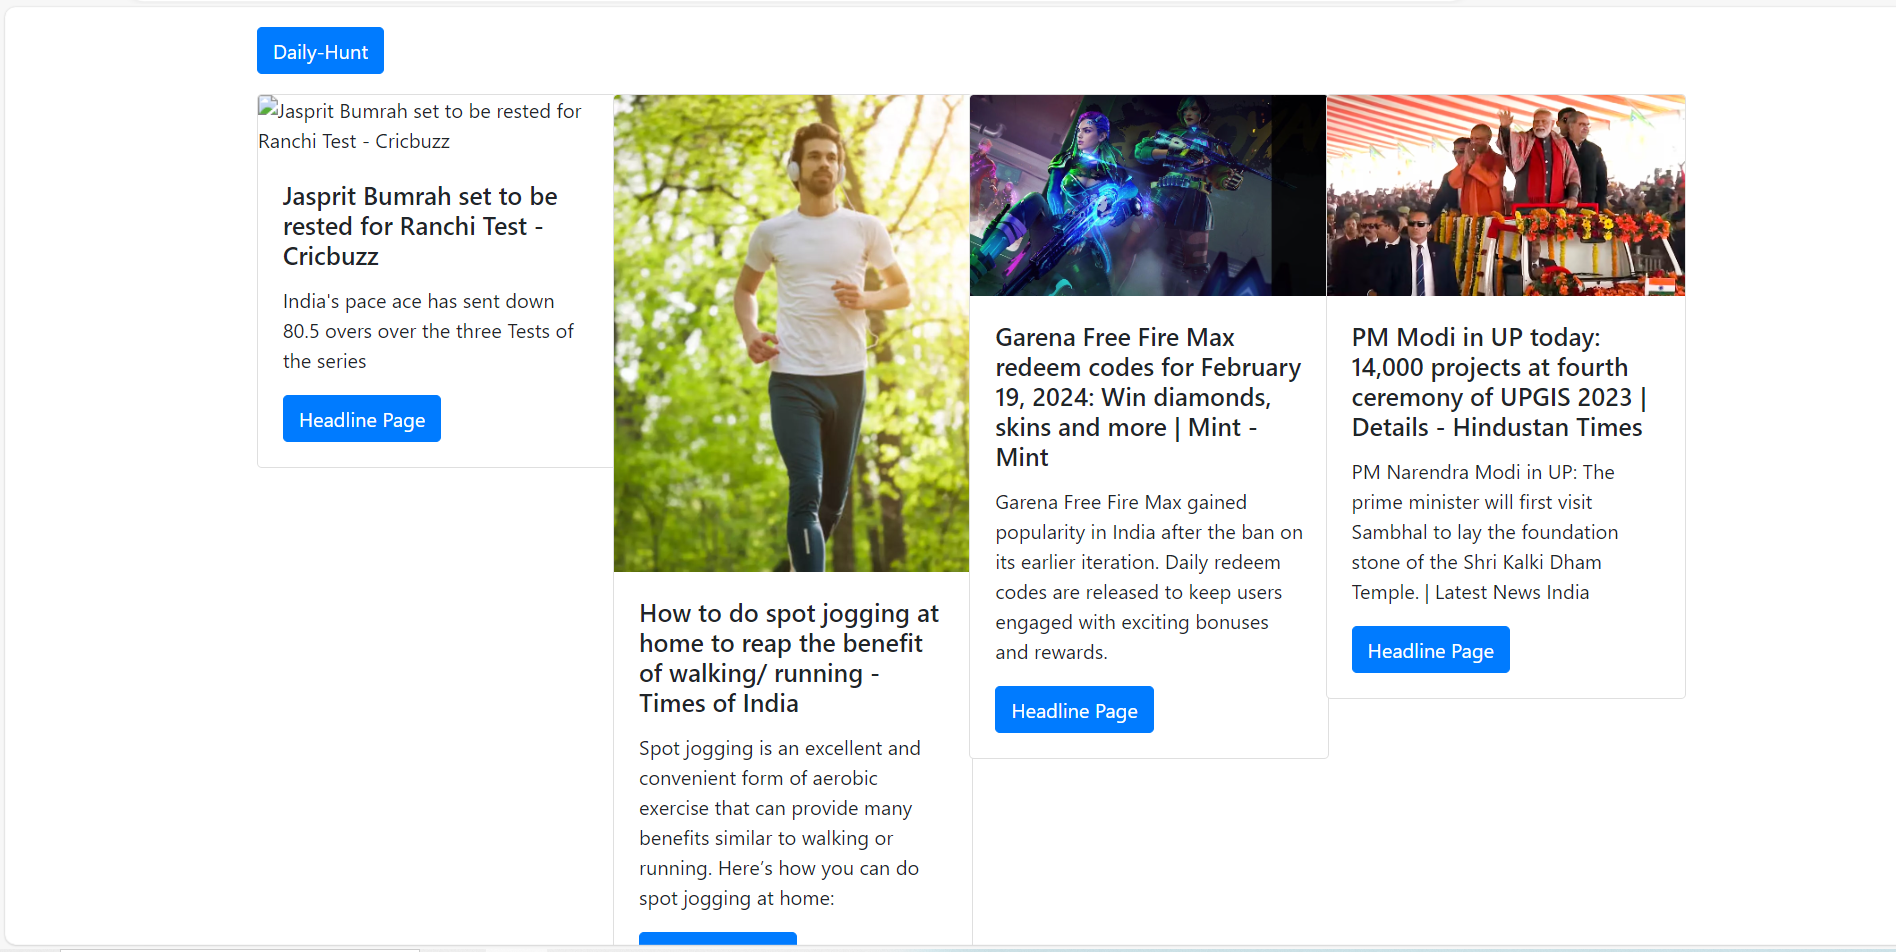 Daily-Hunt
Jasprit Bumrah set to be rested for
Ranchi Test - Cricbuzz
Jasprit Bumrah set to be
rested for Ranchi Test -
Cricbuzz
India's pace ace has sent down
80.5 overs over the three Tests of
the series
Headline Page
How to do spot jogging at
home to reap the benefit
of walking/ running -
Times of India
Spot jogging is an excellent and
convenient form of aerobic
exercise that can provide many
benefits similar to walking or
running. Here’s how you can do
spot jogging at home:
Garena Free Fire Max
redeem codes for February
19, 2024: Win diamonds,
skins and more | Mint -
Mint
Garena Free Fire Max gained
popularity in India after the ban on
its earlier iteration. Daily redeem
codes are released to keep users
engaged with exciting bonuses
and rewards.
Headline Page
PM Modi in UP today:
14,000 projects at fourth
ceremony of UPGIS 2023 |
Details - Hindustan Times
PM Narendra Modi in UP: The
prime minister will first visit
Sambhal to lay the foundation
stone of the Shri Kalki Dham
Temple. | Latest News India
Headline Page